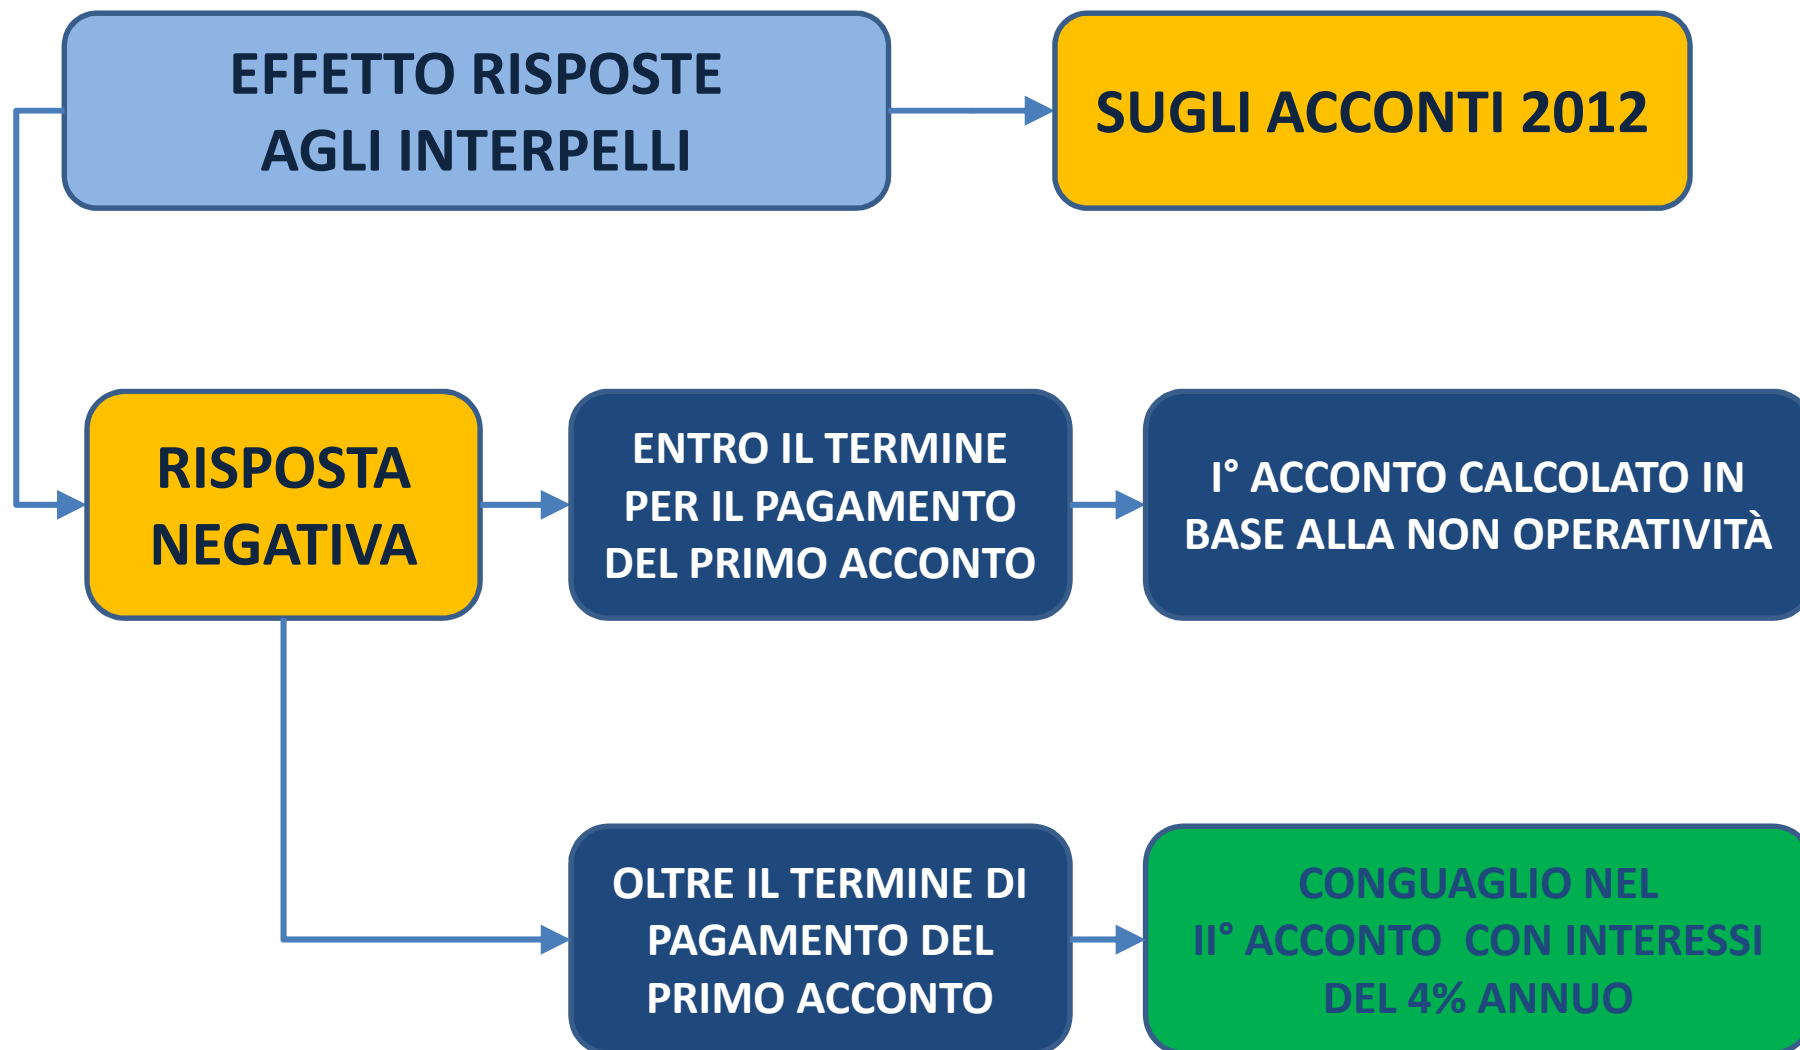 EFFETTO RISPOSTE
AGLI INTERPELLI
SUGLI ACCONTI 2012
RISPOSTA
NEGATIVA
ENTRO IL TERMINE
PER IL PAGAMENTO
DEL PRIMO ACCONTO
I° ACCONTO CALCOLATO IN
BASE ALLA NON OPERATIVITÀ
OLTRE IL TERMINE DI
PAGAMENTO DEL
PRIMO ACCONTO
CONGUAGLIO NEL
II° ACCONTO  CON INTERESSI
DEL 4% ANNUO